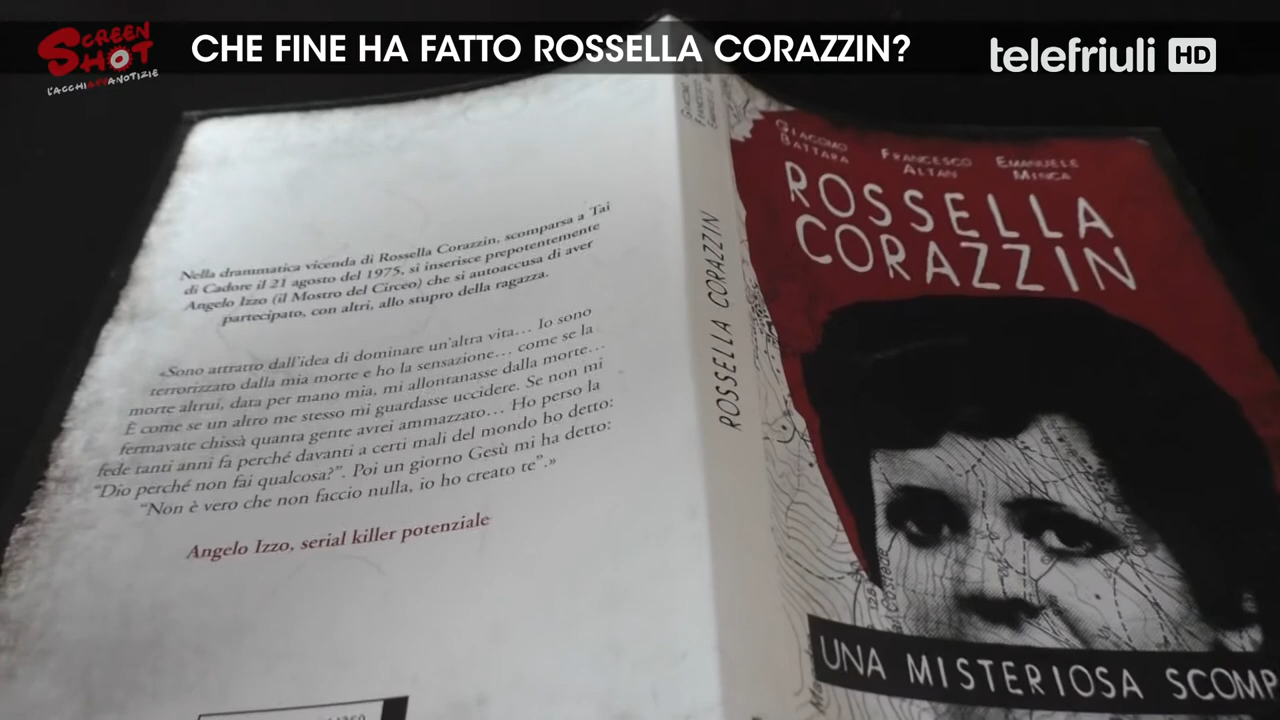 SCREEN
SHOT
L'ACCHIAPPANOTIZIE
CHE FINE HA FATTO ROSSELLA CORAZZIN?
telefriuli HD
Nella drammatica vicenda di Rossella Corazzin, scomparsa a Tai
di Cadore il 21 agosto del 1975, si inserisce prepotentemente
Angelo Izzo (il Mostro del Circeo) che si autoaccusa di aver
partecipato, con altri, allo stupro della ragazza.
«Sono attratto dall'idea di dominare un'altra vita... Io sono
terrorizzato dalla mia morte e ho la sensazione... come se la
morte altrui, data per mano mia, mi allontanasse dalla morte...
È come se un altro me stesso mi guardasse uccidere. Se non mi
fermavate chissà quanta gente avrei ammazzato... Ho perso la
fede tanti anni fa perché davanti a certi mali del mondo ho detto:
“Dio perché non fai qualcosa?”. Poi un giorno Gesù mi ha detto:
“Non è vero che non faccio nulla, io ho creato te”.»
Angelo Izzo, serial killer potenziale
ROSSELLA CORAZZIN
GIACOMO
BATTARA
FRANCESCO
ALTAN
EMANUELE
MINCA
ROSSELLA
CORAZZIN
UNA MISTERIOSA SCOMP